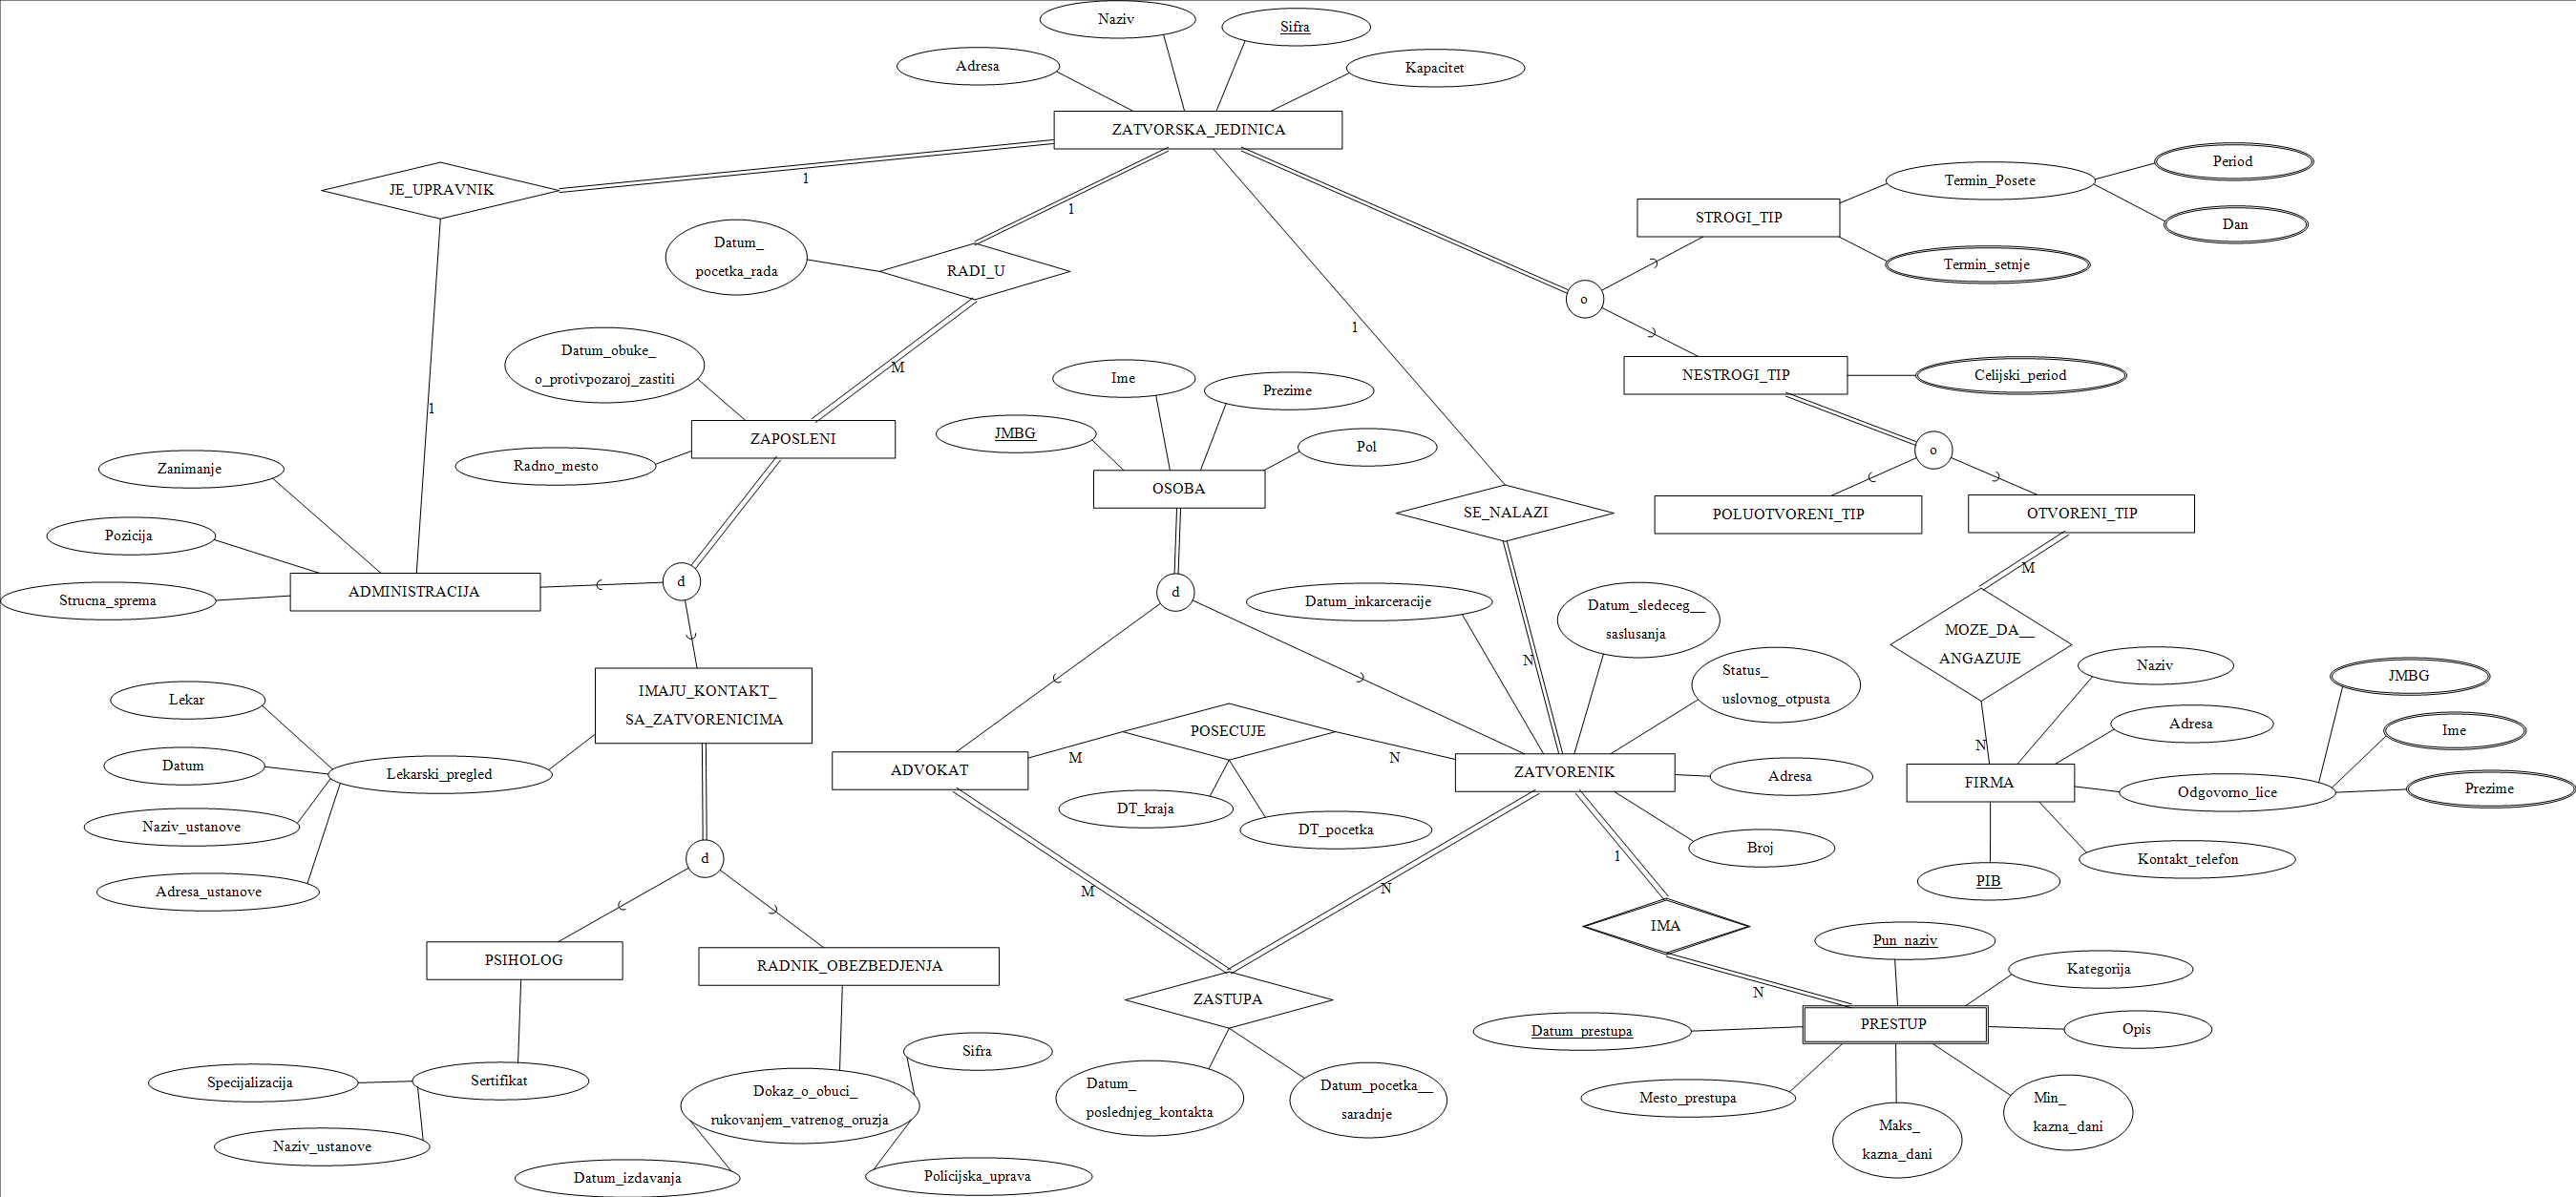 Naziv
Sifra
Adresa
Kapacitet
ZATVORSKA_JEDINICA
Period
JE_UPRAVNIK
1
Termin_Posete
1
STROGI_TIP
Dan
Datum_
pocetka_rada
RADI_U
Termin_setnje
o
1
Datum_obuke_
o_protivpozaroj_zastiti
M
Ime
Prezime
NESTROGI_TIP
Celijski_period
1
JMBG
ZAPOSLENI
Pol
o
Zanimanje
Radno_mesto
OSOBA
SE_NALAZI
POLUOTVORENI_TIP
OTVORENI_TIP
Pozicija
M
d
d
Strucna_sprema
ADMINISTRACIJA
Datum_inkarceracije
Datum_sledeceg__
saslusanja
MOZE_DA__
ANGAZUJE
N
Naziv
JMBG
Status_
uslovnog_otpusta
Lekar
IMAJU_KONTAKT_
SA_ZATVORENICIMA
POSECUJE
Adresa
Ime
M
N
N
Datum
Lekarski_pregled
ADVOKAT
ZATVORENIK
Adresa
FIRMA
Odgovorno_lice
Prezime
DT_kraja
DT_pocetka
Naziv_ustanove
Broj
1
d
Kontakt_telefon
PIB
Adresa_ustanove
M
N
IMA
Pun_naziv
PSIHOLOG
RADNIK_OBEZBEDJENJA
Kategorija
N
ZASTUPA
Datum_prestupa
PRESTUP
Opis
Sifra
Specijalizacija
Sertifikat
Dokaz_o_obuci_
rukovanjem_vatrenog_oruzja
Datum_
poslednjeg_kontakta
Datum_pocetka__
saradnje
Mesto_prestupa
Min_
kazna_dani
Maks_
kazna_dani
Naziv_ustanove
Datum_izdavanja
Policijska_uprava